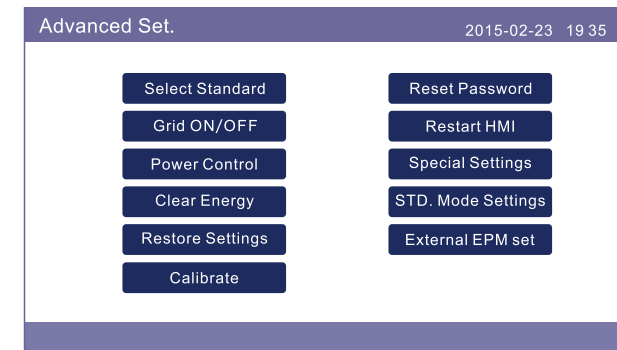 Advanced Set. 2015-02-23 19 35
Select Standard Reset Password
Grid ON/OFF Restart HMI
Power Control Special Settings
Clear Energy STD. Mode Settings
Restore Settings External EPM set
Calibrate